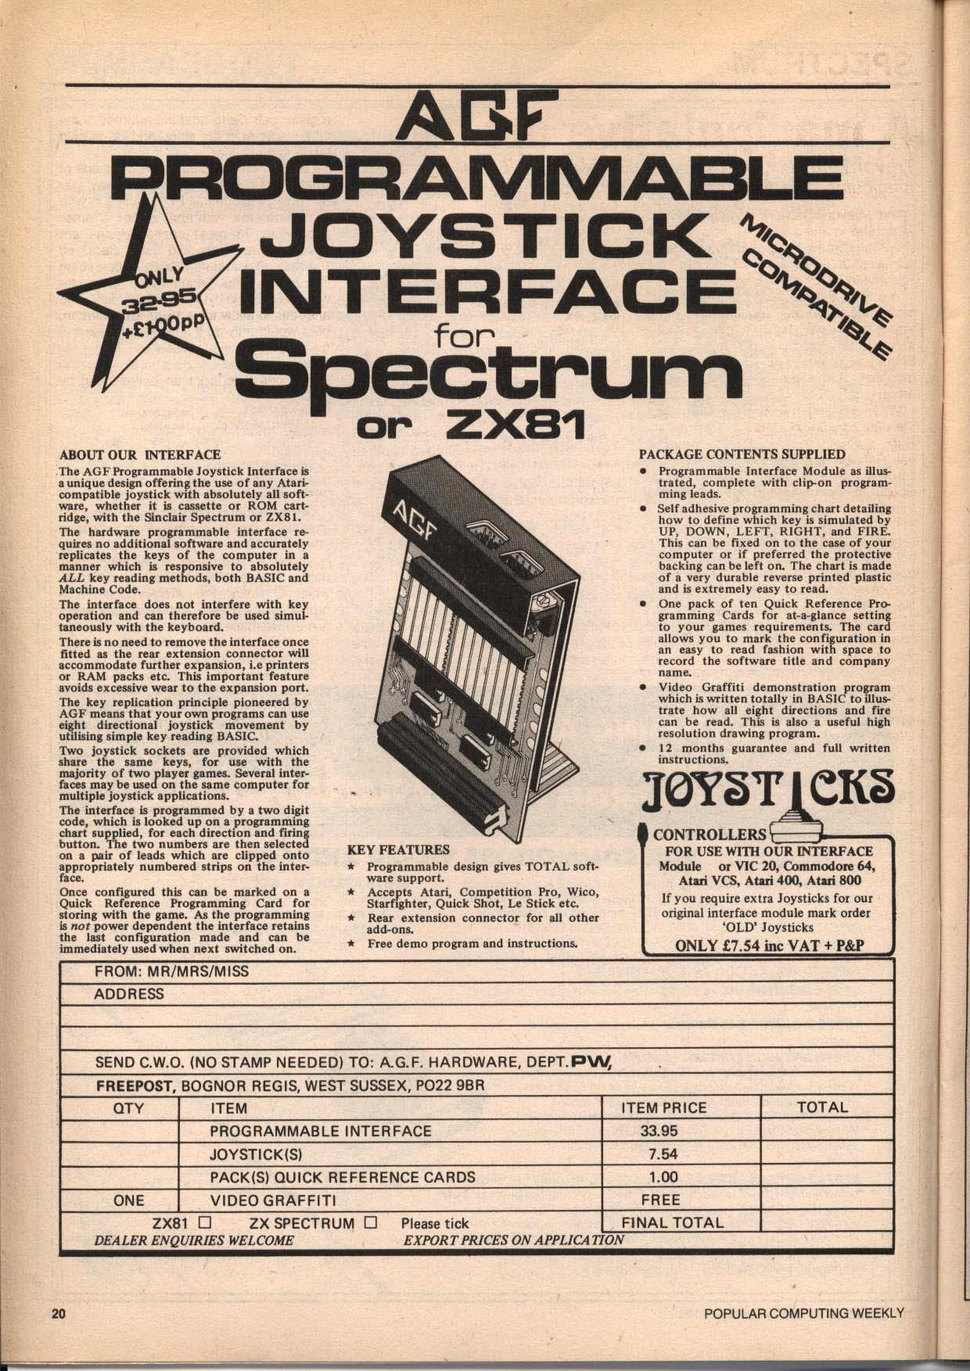 AGF
PROGRAMMABLE
JOYSTICK
INTERFACE
for
Spectrum
or ZX81
ONLY
32·95
+£1·00pp
MICRODRIVE
COMPATIBLE
ABOUT OUR INTERFACE
The AGF Programmable Joystick Interface is
a unique design offering the use of any Atari-
compatible joystick with absolutely all soft-
ware, whether it is cassette or ROM cart-
ridge, with the Sinclair Spectrum or ZX81.
The hardware programmable interface re-
quires no additional software and accurately
replicates the keys of the computer in a
manner which is responsive to absolutely
ALL key reading methods, both BASIC and
Machine Code.
The interface does not interfere with key
operation and can therefore be used simul-
taneously with the keyboard.
There is no need to remove the interface once
fitted as the rear extension connector will
accommodate further expansion, i.e printers
or RAM packs etc. This important feature
avoids excessive wear to the expansion port.
The key replication principle pioneered by
AGF means that your own programs can use
eight directional joystick movement by
utilising simple key reading BASIC.
Two joystick sockets are provided which
share the same keys, for use with the
majority of two player games. Several inter-
faces may be used on the same computer for
multiple joystick applications.
The interface is programmed by a two digit
code, which is looked up on a programming
chart supplied, for each direction and firing
button. The two numbers are then selected
on a pair of leads which are clipped onto
appropriately numbered strips on the inter-
face.
Once configured this can be marked on a
Quick Reference Programming Card for
storing with the game. As the programming
is not power dependent the interface retains
the last configuration made and can be
immediately used when next switched on.
AGF
KEY FEATURES
★ Programmable design gives TOTAL soft-
ware support.
★ Accepts Atari, Competition Pro, Wico,
Starfighter, Quick Shot, Le Stick etc.
★ Rear extension connector for all other
add-ons.
★ Free demo program and instructions.
PACKAGE CONTENTS SUPPLIED
● Programmable Interface Module as illus-
trated, complete with clip-on program-
ming leads.
● Self adhesive programming chart detailing
how to define which key is simulated by
UP, DOWN, LEFT, RIGHT, and FIRE.
This can be fixed on to the case of your
computer or if preferred the protective
backing can be left on. The chart is made
of a very durable reverse printed plastic
and is extremely easy to read.
● One pack of ten Quick Reference Pro-
gramming Cards for at-a-glance setting
to your games requirements. The card
allows you to mark the configuration in
an easy to read fashion with space to
record the software title and company
name.
● Video Graffiti demonstration program
which is written totally in BASIC to illus-
trate how all eight directions and fire
can be read. This is also a useful high
resolution drawing program.
● 12 months guarantee and full written
instructions.
JOYSTICKS
CONTROLLERS
FOR USE WITH OUR INTERFACE
Module or VIC 20, Commodore 64,
Atari VCS, Atari 400, Atari 800
If you require extra Joysticks for our
original interface module mark order
'OLD' Joysticks
ONLY £7.54 inc VAT + P&P
FROM: MR/MRS/MISS
ADDRESS
SEND C.W.O. (NO STAMP NEEDED) TO: A.G.F. HARDWARE, DEPT. PW,
FREEPOST, BOGNOR REGIS, WEST SUSSEX, PO22 9BR
QTY ITEM ITEM PRICE TOTAL
PROGRAMMABLE INTERFACE 33.95
JOYSTICK(S) 7.54
PACK(S) QUICK REFERENCE CARDS 1.00
ONE VIDEO GRAFFITI FREE
ZX81 □ ZX SPECTRUM □ Please tick FINAL TOTAL
DEALER ENQUIRIES WELCOME EXPORT PRICES ON APPLICATION
20 POPULAR COMPUTING WEEKLY